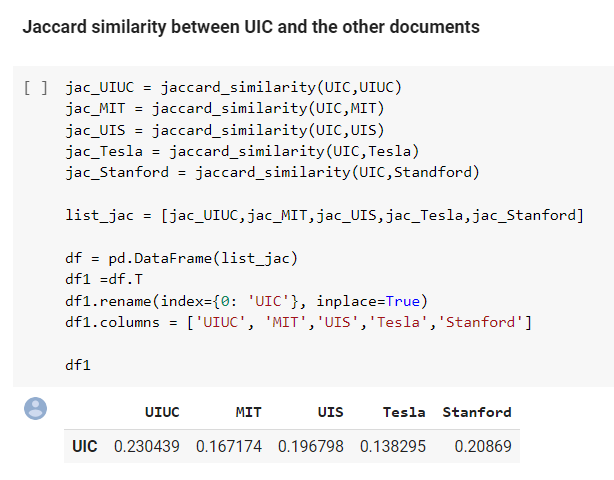 Jaccard similarity between UIC and the other documents
[ ] jac_UIUC = jaccard_similarity(UIC,UIUC)
jac_MIT = jaccard_similarity(UIC,MIT)
jac_UIS = jaccard_similarity(UIC,UIS)
jac_Tesla = jaccard_similarity(UIC,Tesla)
jac_Stanford = jaccard_similarity(UIC,Standford)
list_jac = [jac_UIUC,jac_MIT,jac_UIS,jac_Tesla,jac_Stanford]
df = pd.DataFrame(list_jac)
df1 =df.T
df1.rename(index={0: 'UIC'}, inplace=True)
df1.columns = ['UIUC', 'MIT','UIS','Tesla','Stanford']
df1
UIUC MIT UIS Tesla Stanford
UIC 0.230439 0.167174 0.196798 0.138295 0.20869